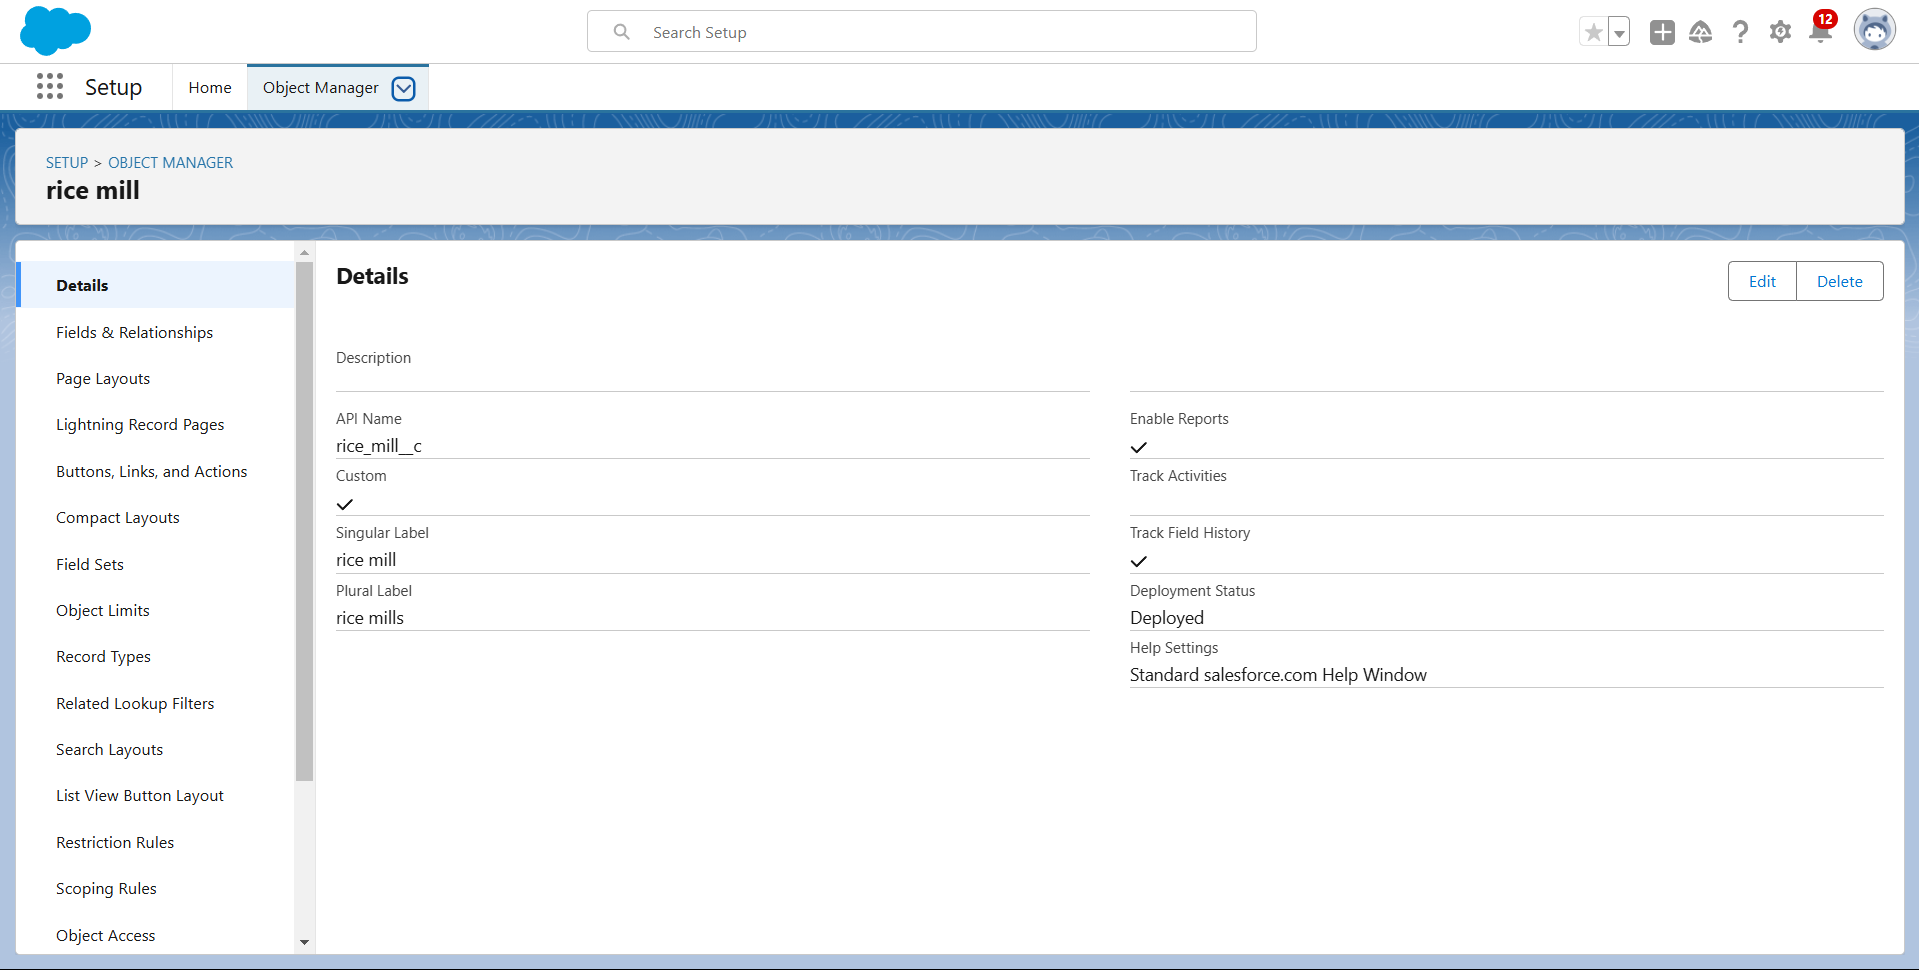 Search Setup
12
Setup
Home
Object Manager
SETUP > OBJECT MANAGER
rice mill
Details
Fields & Relationships
Page Layouts
Lightning Record Pages
Buttons, Links, and Actions
Compact Layouts
Field Sets
Object Limits
Record Types
Related Lookup Filters
Search Layouts
List View Button Layout
Restriction Rules
Scoping Rules
Object Access
Details
Edit
Delete
Description
API Name
rice_mill__c
Custom
Singular Label
rice mill
Plural Label
rice mills
Enable Reports
Track Activities
Track Field History
Deployment Status
Deployed
Help Settings
Standard salesforce.com Help Window